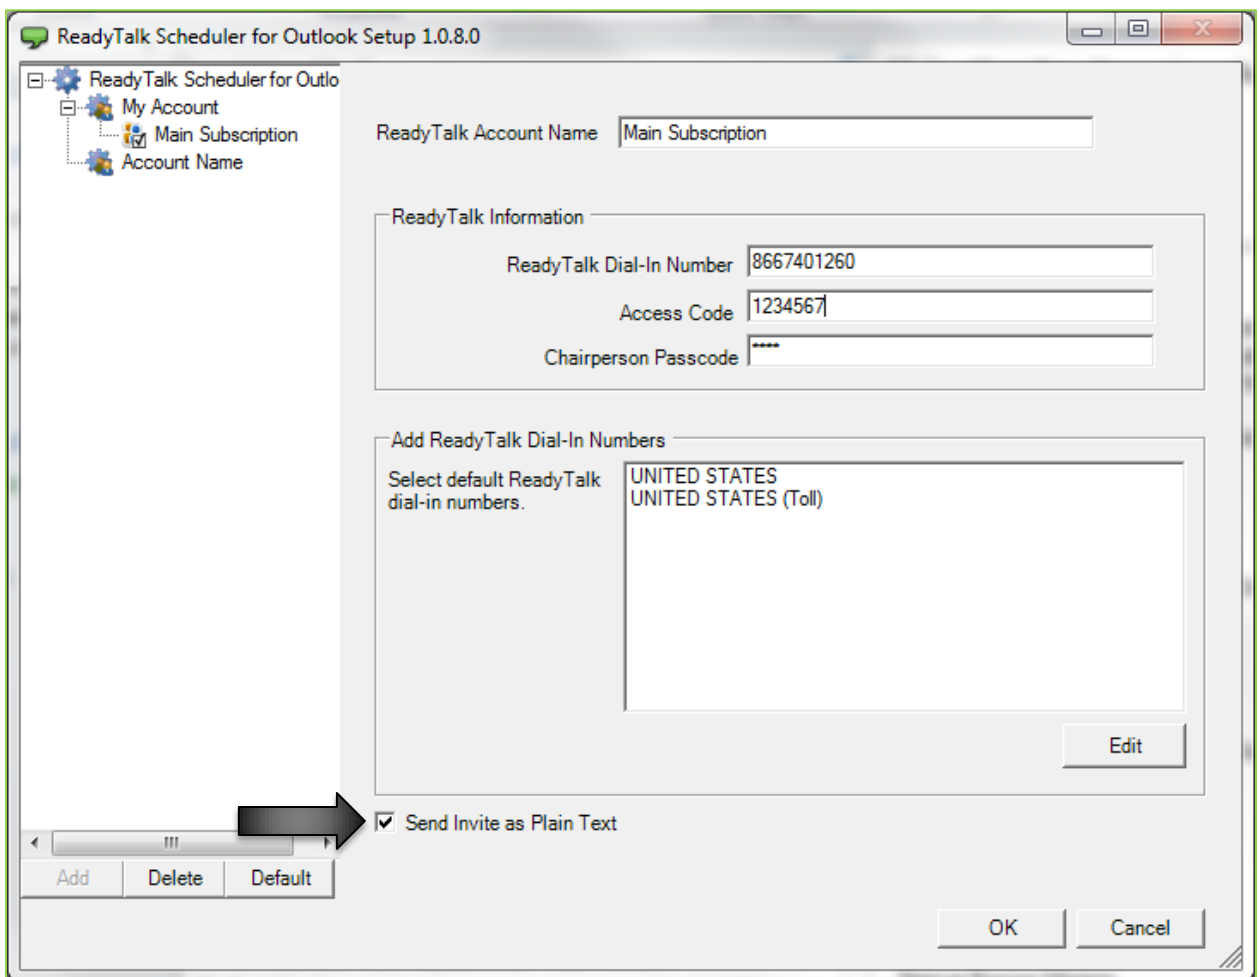 ReadyTalk Scheduler for Outlook Setup 1.0.8.0
ReadyTalk Scheduler for Outlo
My Account
Main Subscription
Account Name
ReadyTalk Account Name Main Subscription
ReadyTalk Information
ReadyTalk Dial-In Number 8667401260
Access Code 1234567
Chairperson Passcode ****
Add ReadyTalk Dial-In Numbers
Select default ReadyTalk
dial-in numbers.
UNITED STATES
UNITED STATES (Toll)
Edit
Send Invite as Plain Text
Add Delete Default
OK Cancel